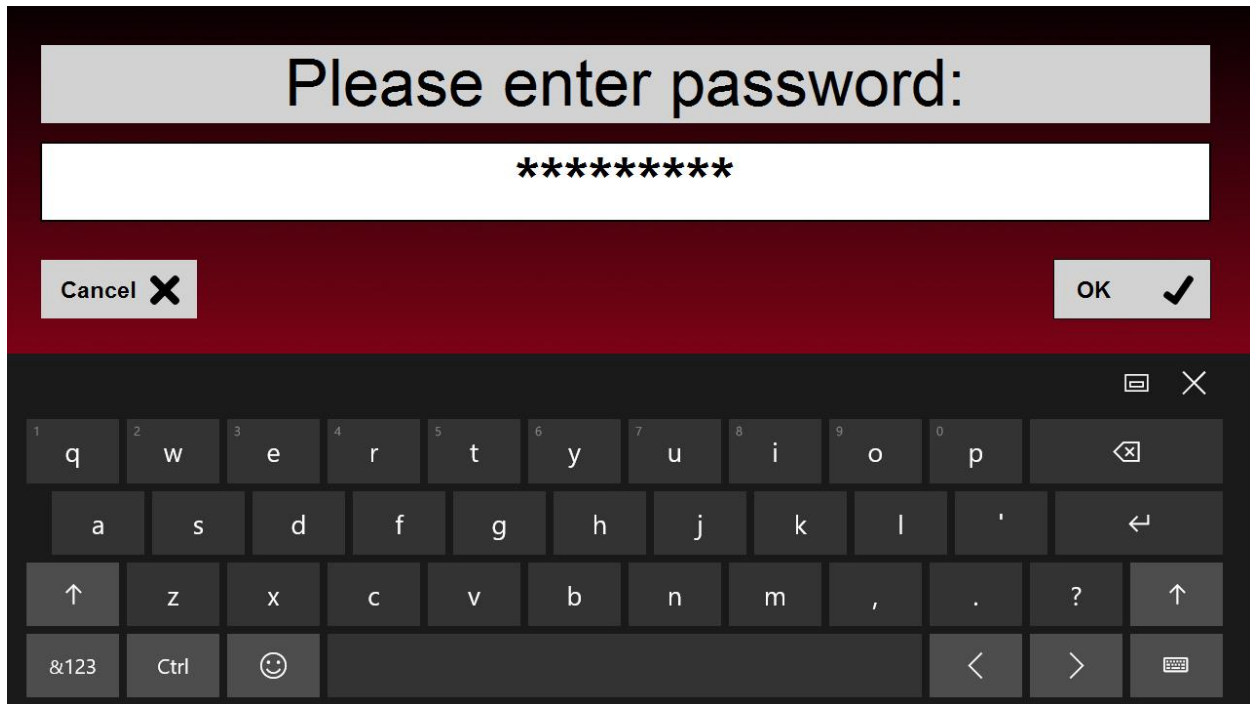 Please enter password:
*********
Cancel
OK
1 2 3 4 5 6 7 8 9 0
q w e r t y u i o p
a s d f g h j k l '
z x c v b n m , . ?
&123 Ctrl